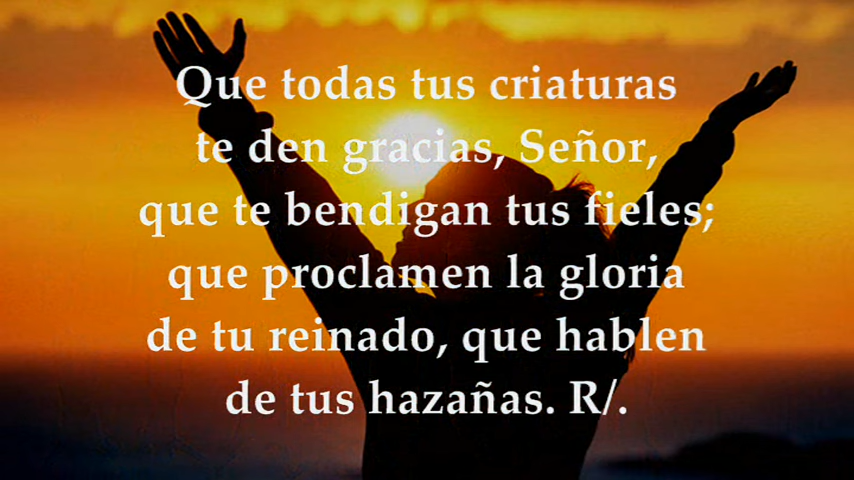 Que todas tus criaturas
te den gracias, Señor,
que te bendigan tus fieles;
que proclamen la gloria
de tu reinado, que hablen
de tus hazañas. R/.